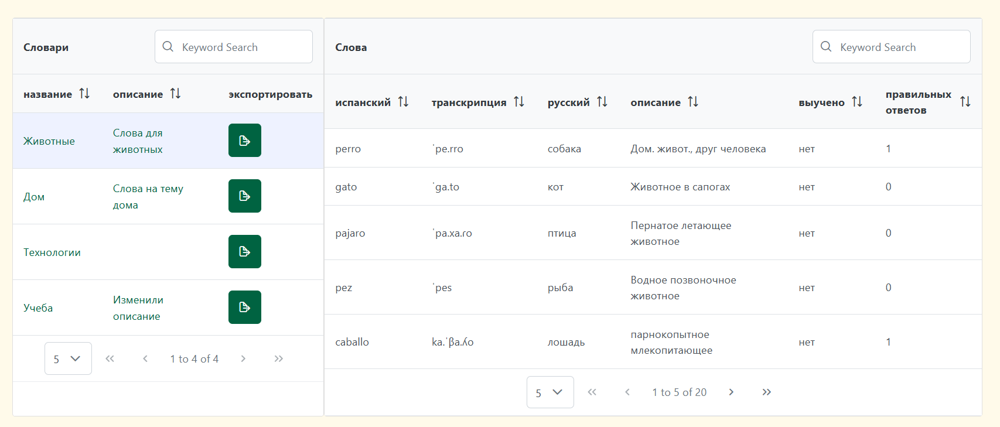 Словари
Keyword Search
название
описание
экспортировать
Животные
Слова для
животных
Дом
Слова на тему
дома
Технологии
Учеба
Изменили
описание
5
1 to 4 of 4
Слова
Keyword Search
испанский
транскрипция
русский
описание
выучено
правильных
ответов
perro
ˈpe.rro
собака
Дом. живот., друг человека
нет
1
gato
ˈga.to
кот
Животное в сапогах
нет
0
pajaro
ˈpa.xa.ɾo
птица
Пернатое летающее
животное
нет
0
pez
ˈpes
рыба
Водное позвоночное
животное
нет
0
caballo
ka.ˈβa.ʎo
лошадь
парнокопытное
млекопитающее
нет
1
5
1 to 5 of 20